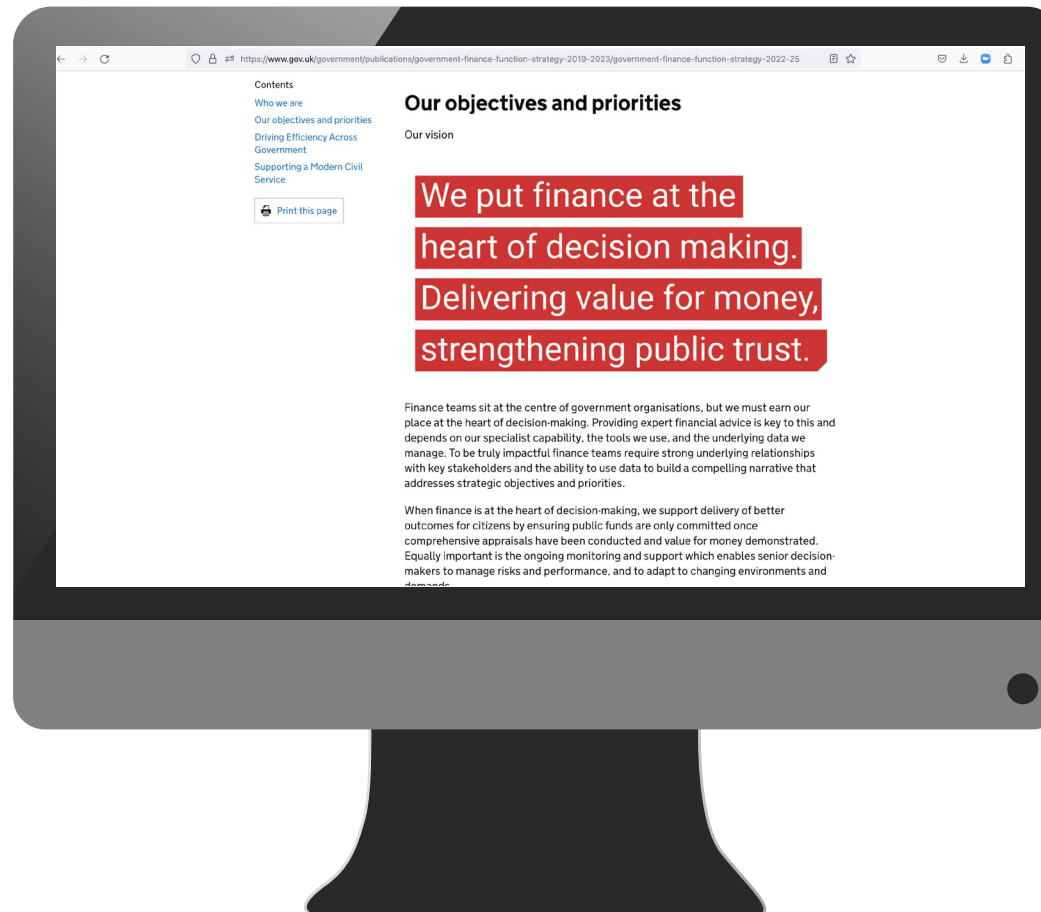 https://www.gov.uk/government/publications/government-finance-function-strategy-2019-2023/government-finance-function-strategy-2022-25
Contents
Who we are
Our objectives and priorities
Driving Efficiency Across
Government
Supporting a Modern Civil
Service
Print this page
Our objectives and priorities
Our vision
We put finance at the
heart of decision making.
Delivering value for money,
strengthening public trust.
Finance teams sit at the centre of government organisations, but we must earn our
place at the heart of decision-making. Providing expert financial advice is key to this and
depends on our specialist capability, the tools we use, and the underlying data we
manage. To be truly impactful finance teams require strong underlying relationships
with key stakeholders and the ability to use data to build a compelling narrative that
addresses strategic objectives and priorities.
When finance is at the heart of decision-making, we support delivery of better
outcomes for citizens by ensuring public funds are only committed once
comprehensive appraisals have been conducted and value for money demonstrated.
Equally important is the ongoing monitoring and support which enables senior decision-
makers to manage risks and performance, and to adapt to changing environments and
demands